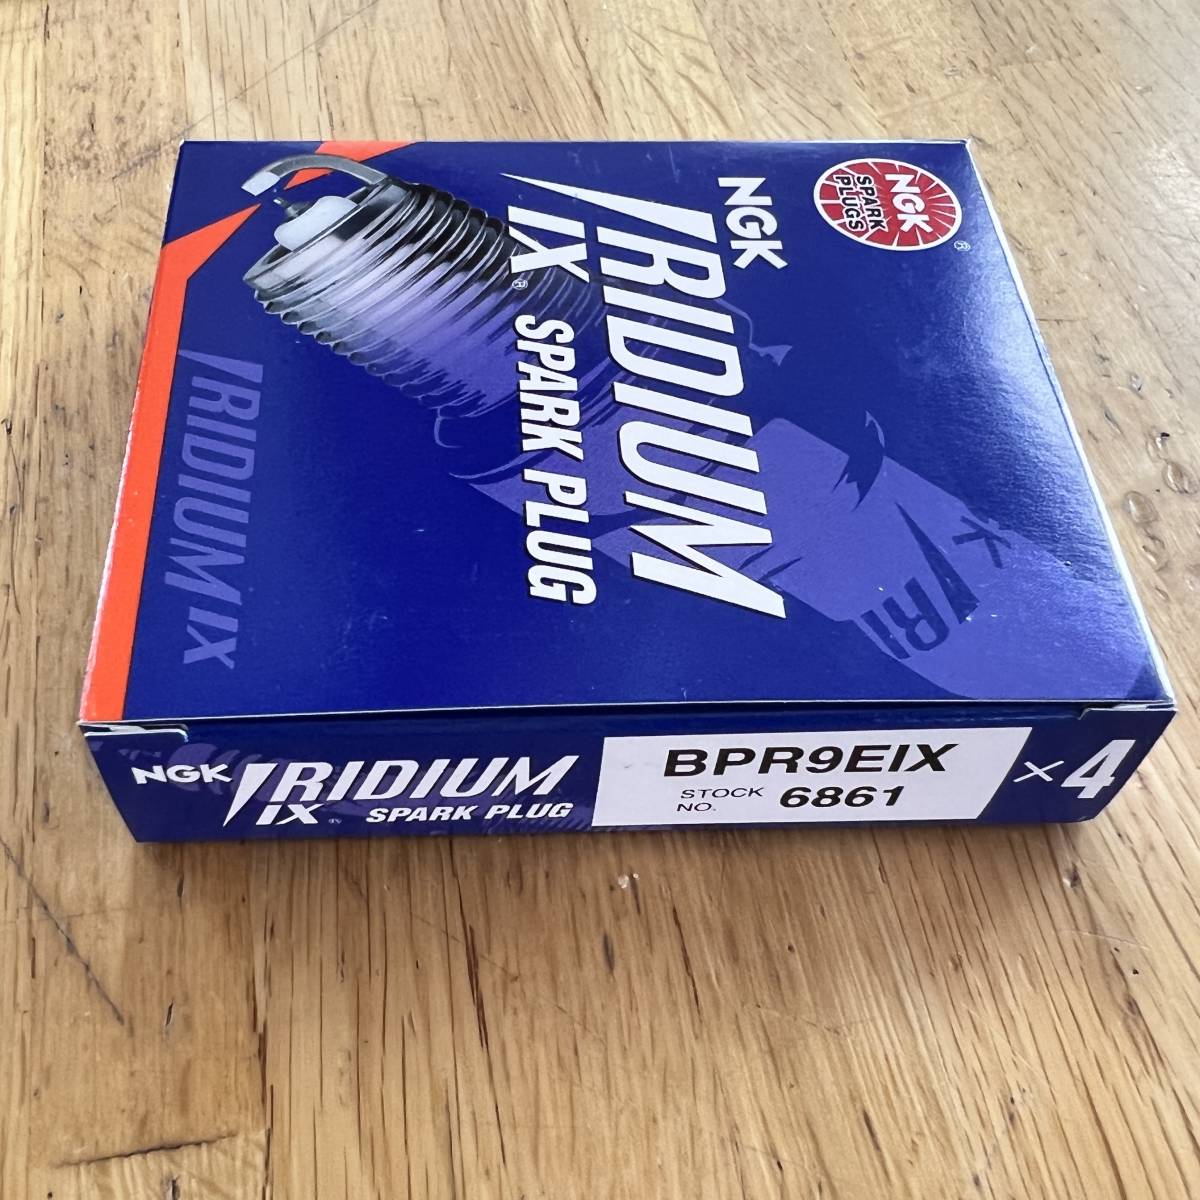 NGK
SPARK
PLUGS
®
NGK
IRIDIUM
IX®
SPARK PLUG
IRIDIUM IX
K
IRI
NGK IRIDIUM
IX® SPARK PLUG
BPR9EIX
STOCK
NO. 6861
×4